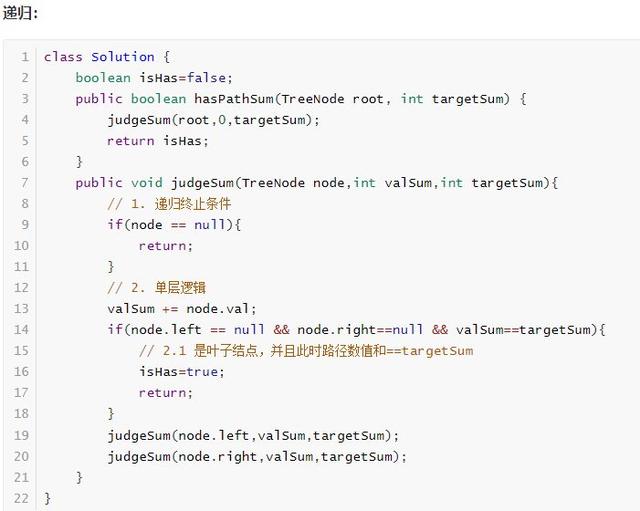 递归:
1 class Solution {
2     boolean isHas=false;
3     public boolean hasPathSum(TreeNode root, int targetSum) {
4         judgeSum(root,0,targetSum);
5         return isHas;
6     }
7     public void judgeSum(TreeNode node,int valSum,int targetSum){
8         // 1. 递归终止条件
9         if(node == null){
10             return;
11         }
12         // 2. 单层逻辑
13         valSum += node.val;
14         if(node.left == null && node.right==null && valSum==targetSum){
15             // 2.1 是叶子结点，并且此时路径数值和==targetSum
16             isHas=true;
17             return;
18         }
19         judgeSum(node.left,valSum,targetSum);
20         judgeSum(node.right,valSum,targetSum);
21     }
22 }